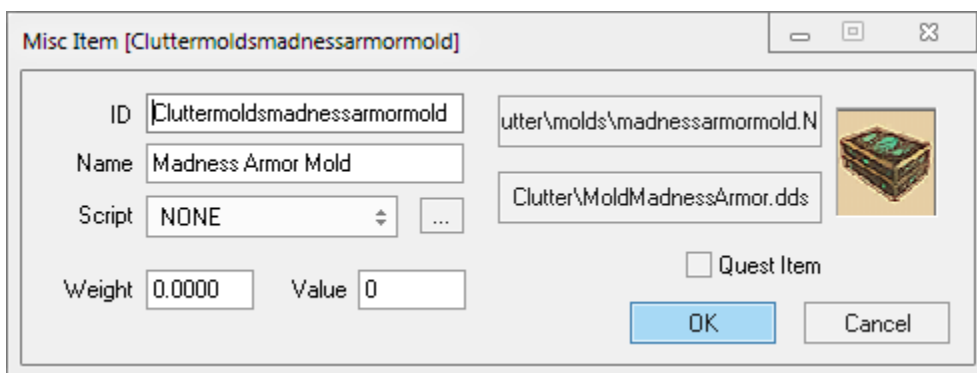 Misc Item [Cluttermoldsmadnessarmormold]
ID Cluttermoldsmadnessarmormold utter\molds\madnessarmormold.N
Name Madness Armor Mold
Clutter\MoldMadnessArmor.dds
Script NONE ...
Quest Item
Weight 0.0000 Value 0
OK Cancel